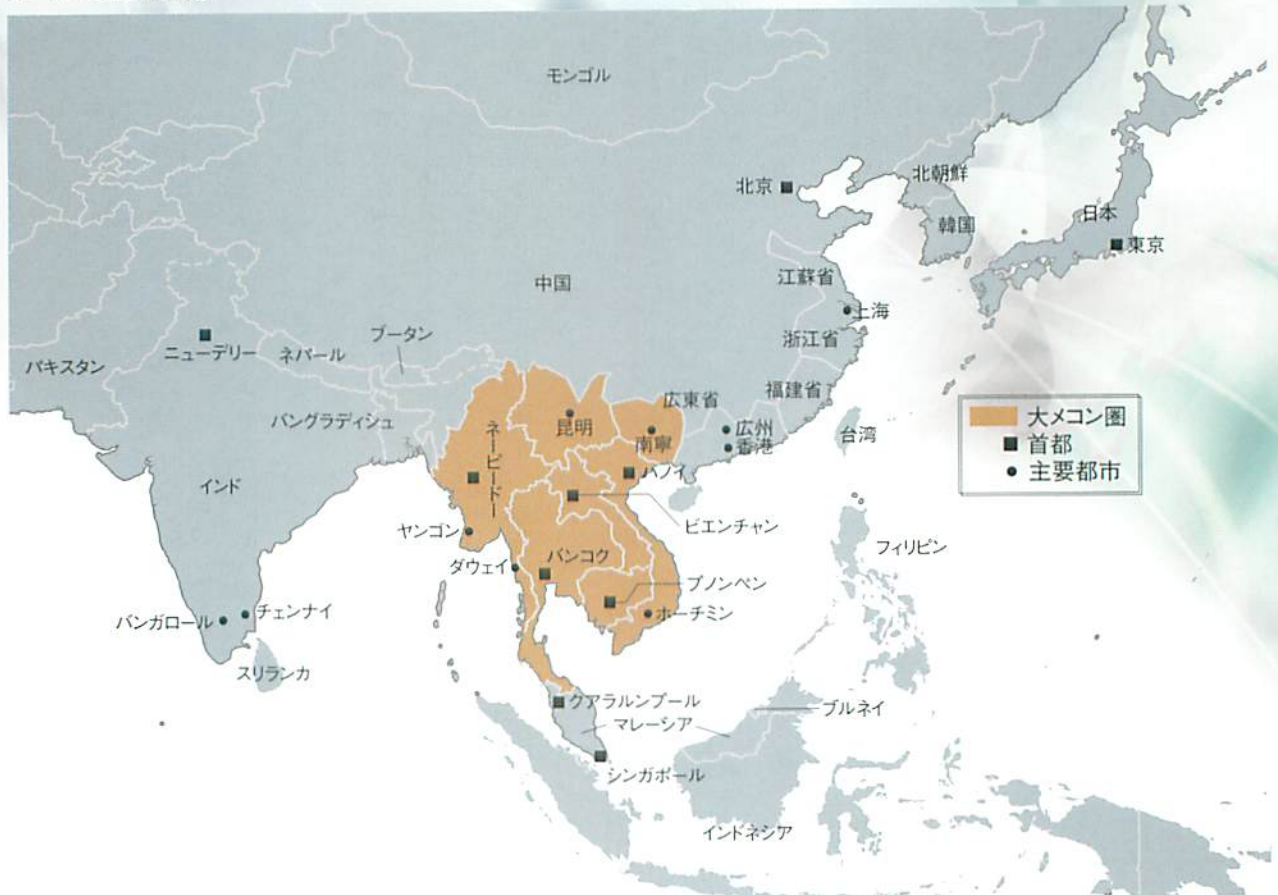 モンゴル
北京
北朝鮮
韓国
日本
東京
中国
江蘇省
上海
浙江省
福建省
ブータン
ネパール
ニューデリー
パキスタン
バングラディシュ
インド
広東省
広州
香港
台湾
昆明
南寧
ネーピードー
ハノイ
ビエンチャン
ヤンゴン
ダウェイ
バンコク
プノンペン
ホーチミン
フィリピン
バンガロール
チェンナイ
スリランカ
クアラルンプール
マレーシア
ブルネイ
シンガポール
インドネシア
大メコン圏
首都
主要都市